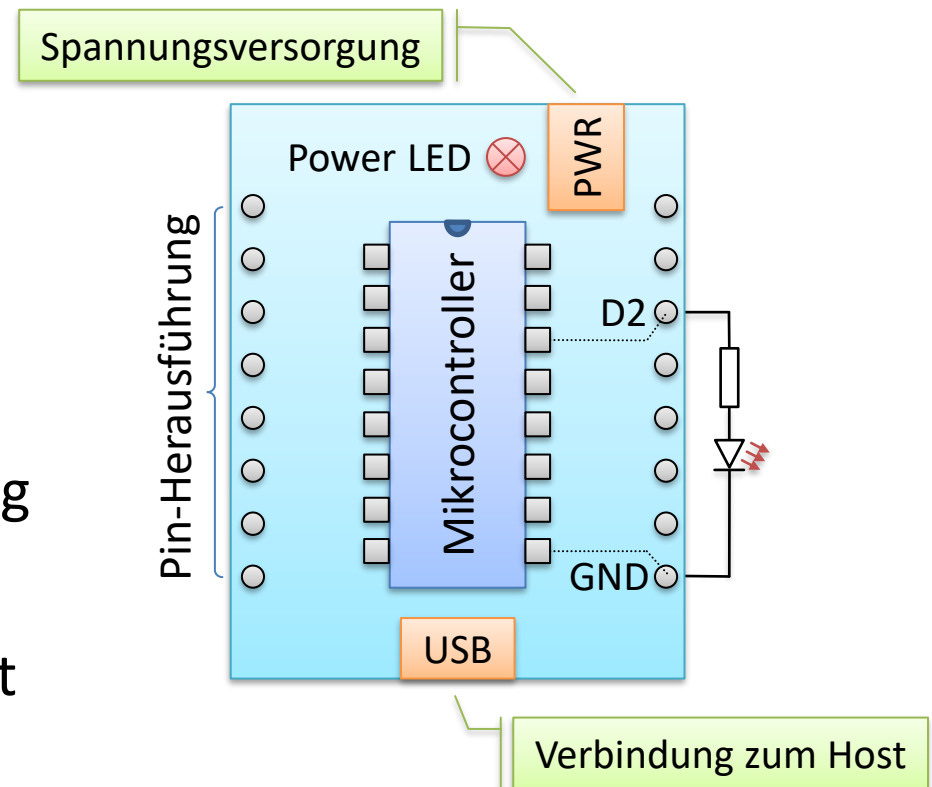 Spannungsversorgung
Power LED
PWR
Pin-Herausführung
Mikrocontroller
D2
g
GND
USB
t
Verbindung zum Host